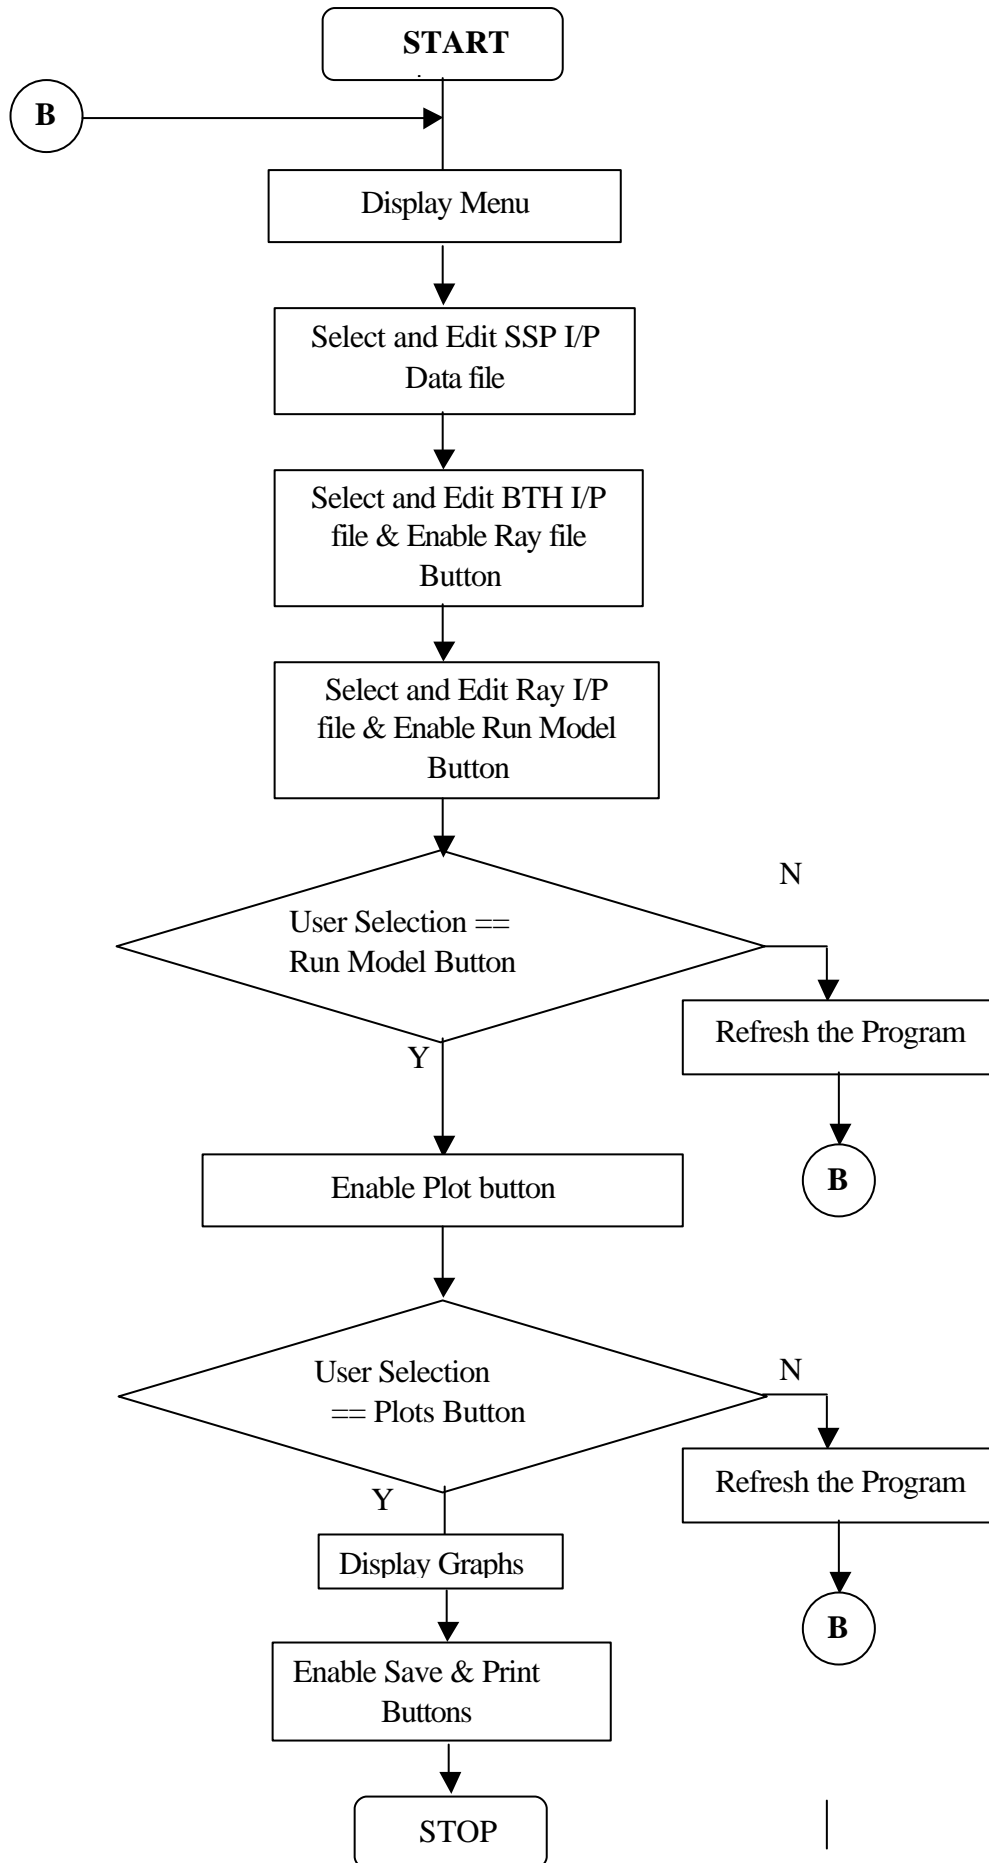 START
B
Display Menu
Select and Edit SSP I/P
Data file
Select and Edit BTH I/P
file & Enable Ray file
Button
Select and Edit Ray I/P
file & Enable Run Model
Button
N
User Selection ==
Run Model Button
Refresh the Program
Y
B
Enable Plot button
User Selection
== Plots Button
N
Refresh the Program
Y
Display Graphs
B
Enable Save & Print
Buttons
STOP